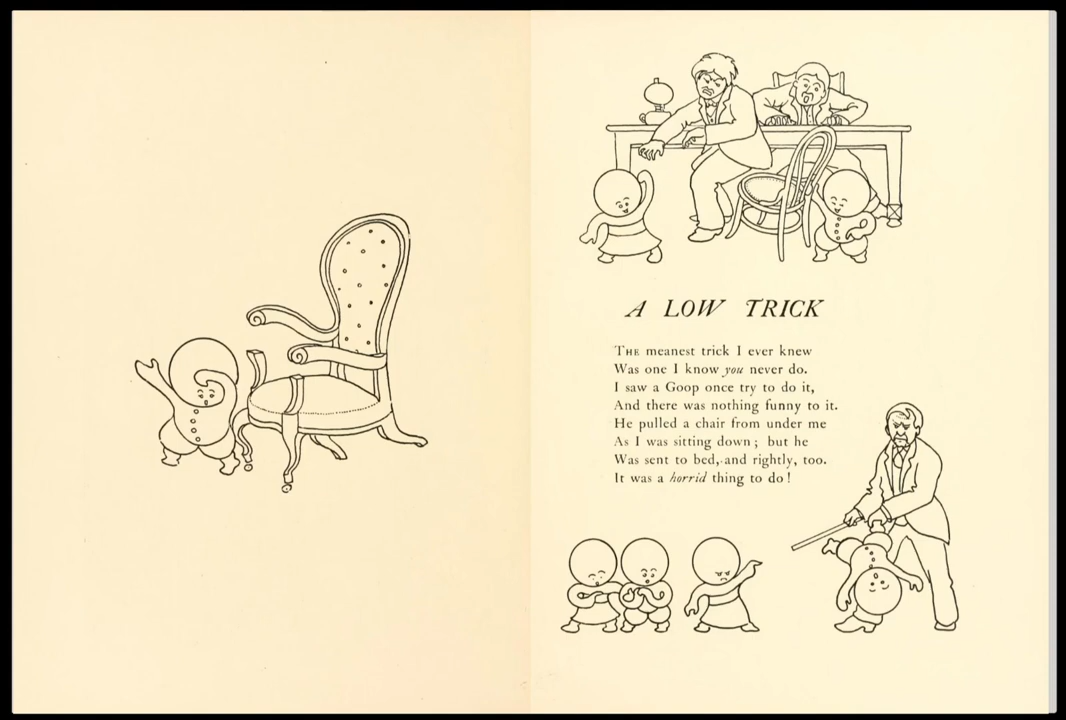 A LOW TRICK
THE meanest trick I ever knew
Was one I know you never do.
I saw a Goop once try to do it,
And there was nothing funny to it.
He pulled a chair from under me
As I was sitting down; but he
Was sent to bed, and rightly, too.
It was a horrid thing to do!